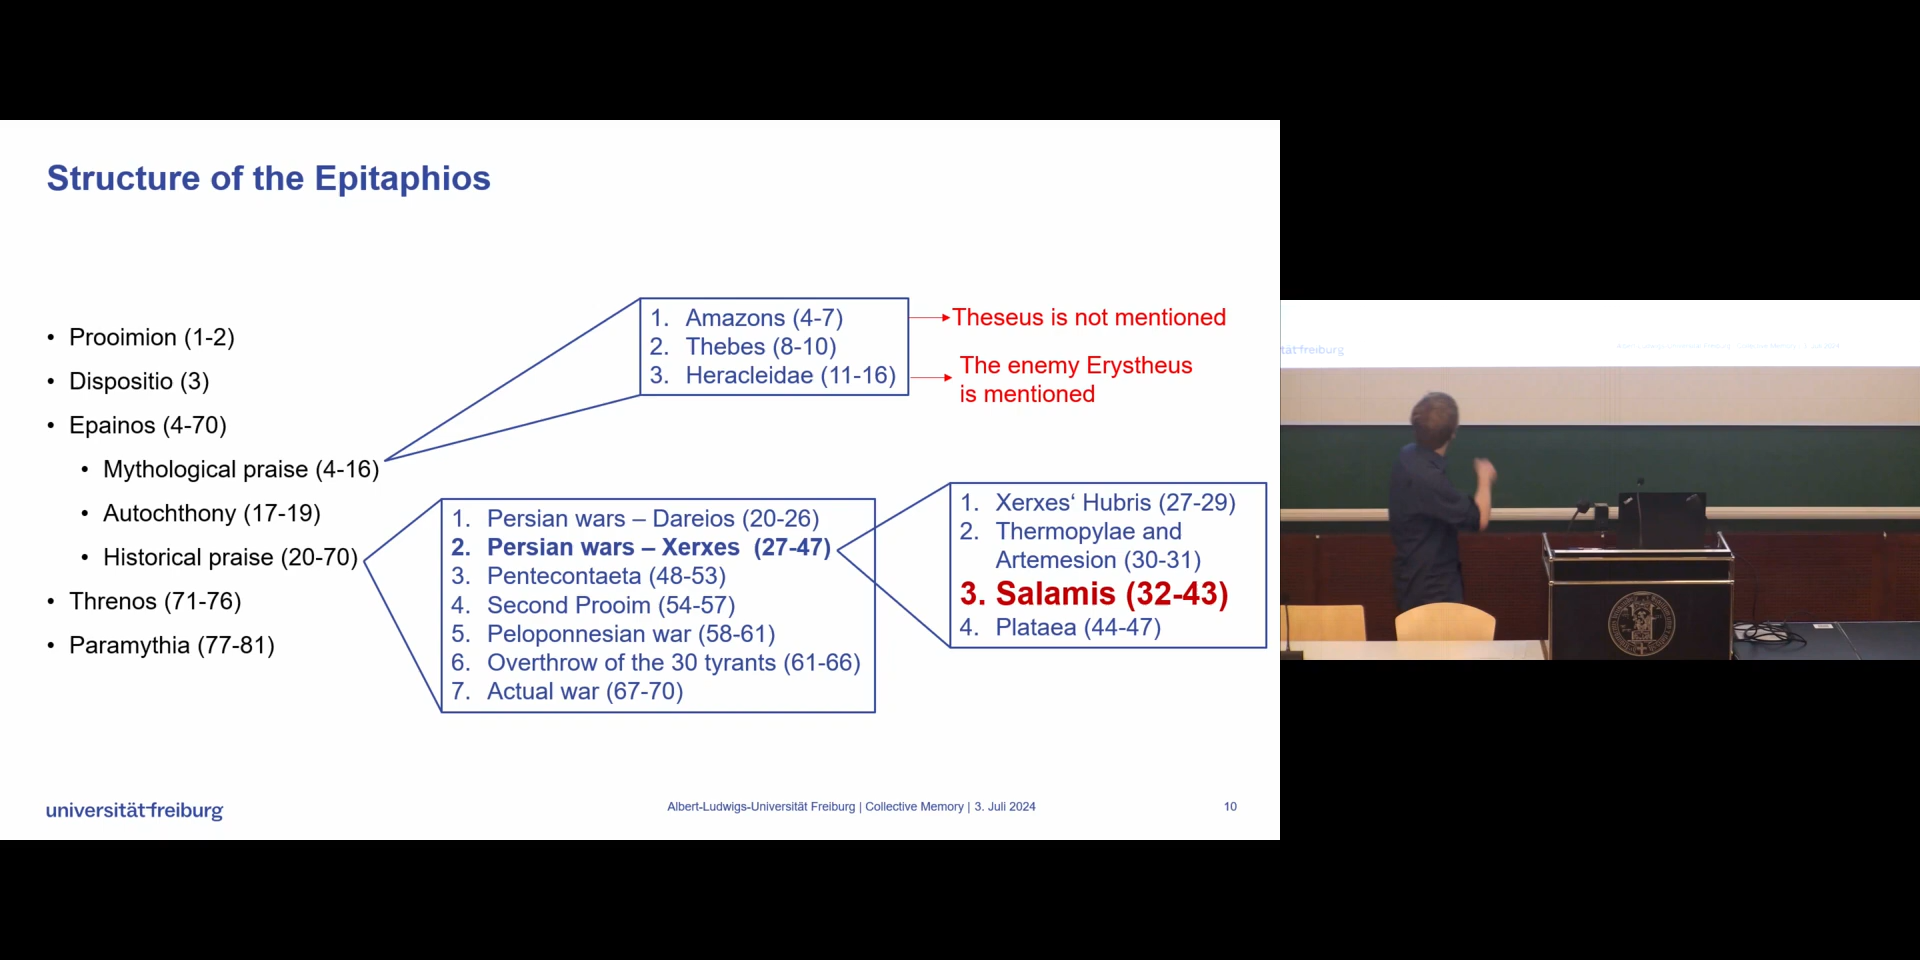 Structure of the Epitaphios
• Prooimion (1-2)
• Dispositio (3)
• Epainos (4-70)
• Mythological praise (4-16)
• Autochthony (17-19)
• Historical praise (20-70)
• Threnos (71-76)
• Paramythia (77-81)
1. Amazons (4-7)
2. Thebes (8-10)
3. Heracleidae (11-16)
Theseus is not mentioned
The enemy Erystheus
is mentioned
1. Persian wars – Dareios (20-26)
2. Persian wars – Xerxes (27-47)
3. Pentecontaeta (48-53)
4. Second Prooim (54-57)
5. Peloponnesian war (58-61)
6. Overthrow of the 30 tyrants (61-66)
7. Actual war (67-70)
1. Xerxes‘ Hubris (27-29)
2. Thermopylae and
Artemesion (30-31)
3. Salamis (32-43)
4. Plataea (44-47)
universität freiburg
Albert-Ludwigs-Universität Freiburg | Collective Memory | 3. Juli 2024
10
tät freiburg